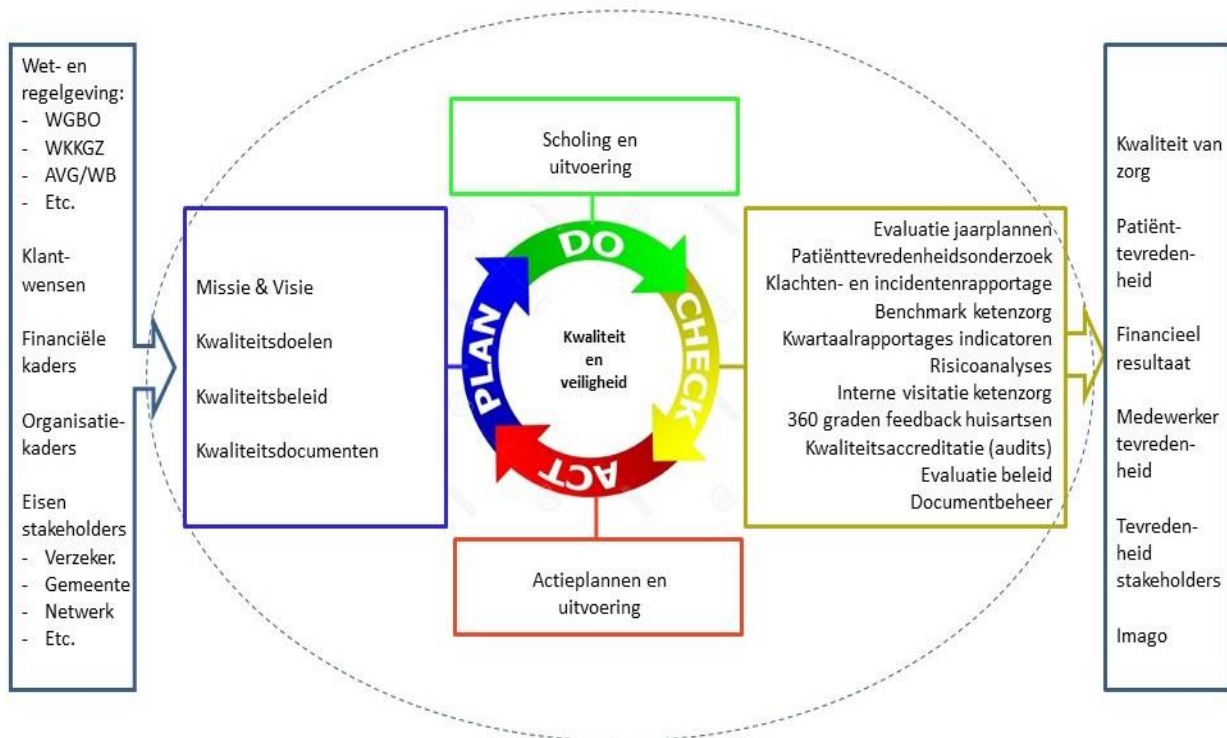 Wet- en
regelgeving:
- WGBO
- WKKGZ
- AVG/WB
- Etc.
Klant-
wensen
Financiële
kaders
Organisatie-
kaders
Eisen
stakeholders
- Verzeker.
- Gemeente
- Netwerk
- Etc.
Missie & Visie
Kwaliteitsdoelen
Kwaliteitsbeleid
Kwaliteitsdocumenten
Scholing en
uitvoering
PLAN
DO
CHECK
ACT
Kwaliteit
en
veiligheid
Actieplannen en
uitvoering
Evaluatie jaarplannen
Patiënttevredenheidsonderzoek
Klachten- en incidentenrapportage
Benchmark ketenzorg
Kwartaalrapportages indicatoren
Risicoanalyses
Interne visitatie ketenzorg
360 graden feedback huisartsen
Kwaliteitsaccreditatie (audits)
Evaluatie beleid
Documentbeheer
Kwaliteit van
zorg
Patiënt-
tevreden-
heid
Financieel
resultaat
Medewerker
tevreden-
heid
Tevreden-
heid
stakeholders
Imago